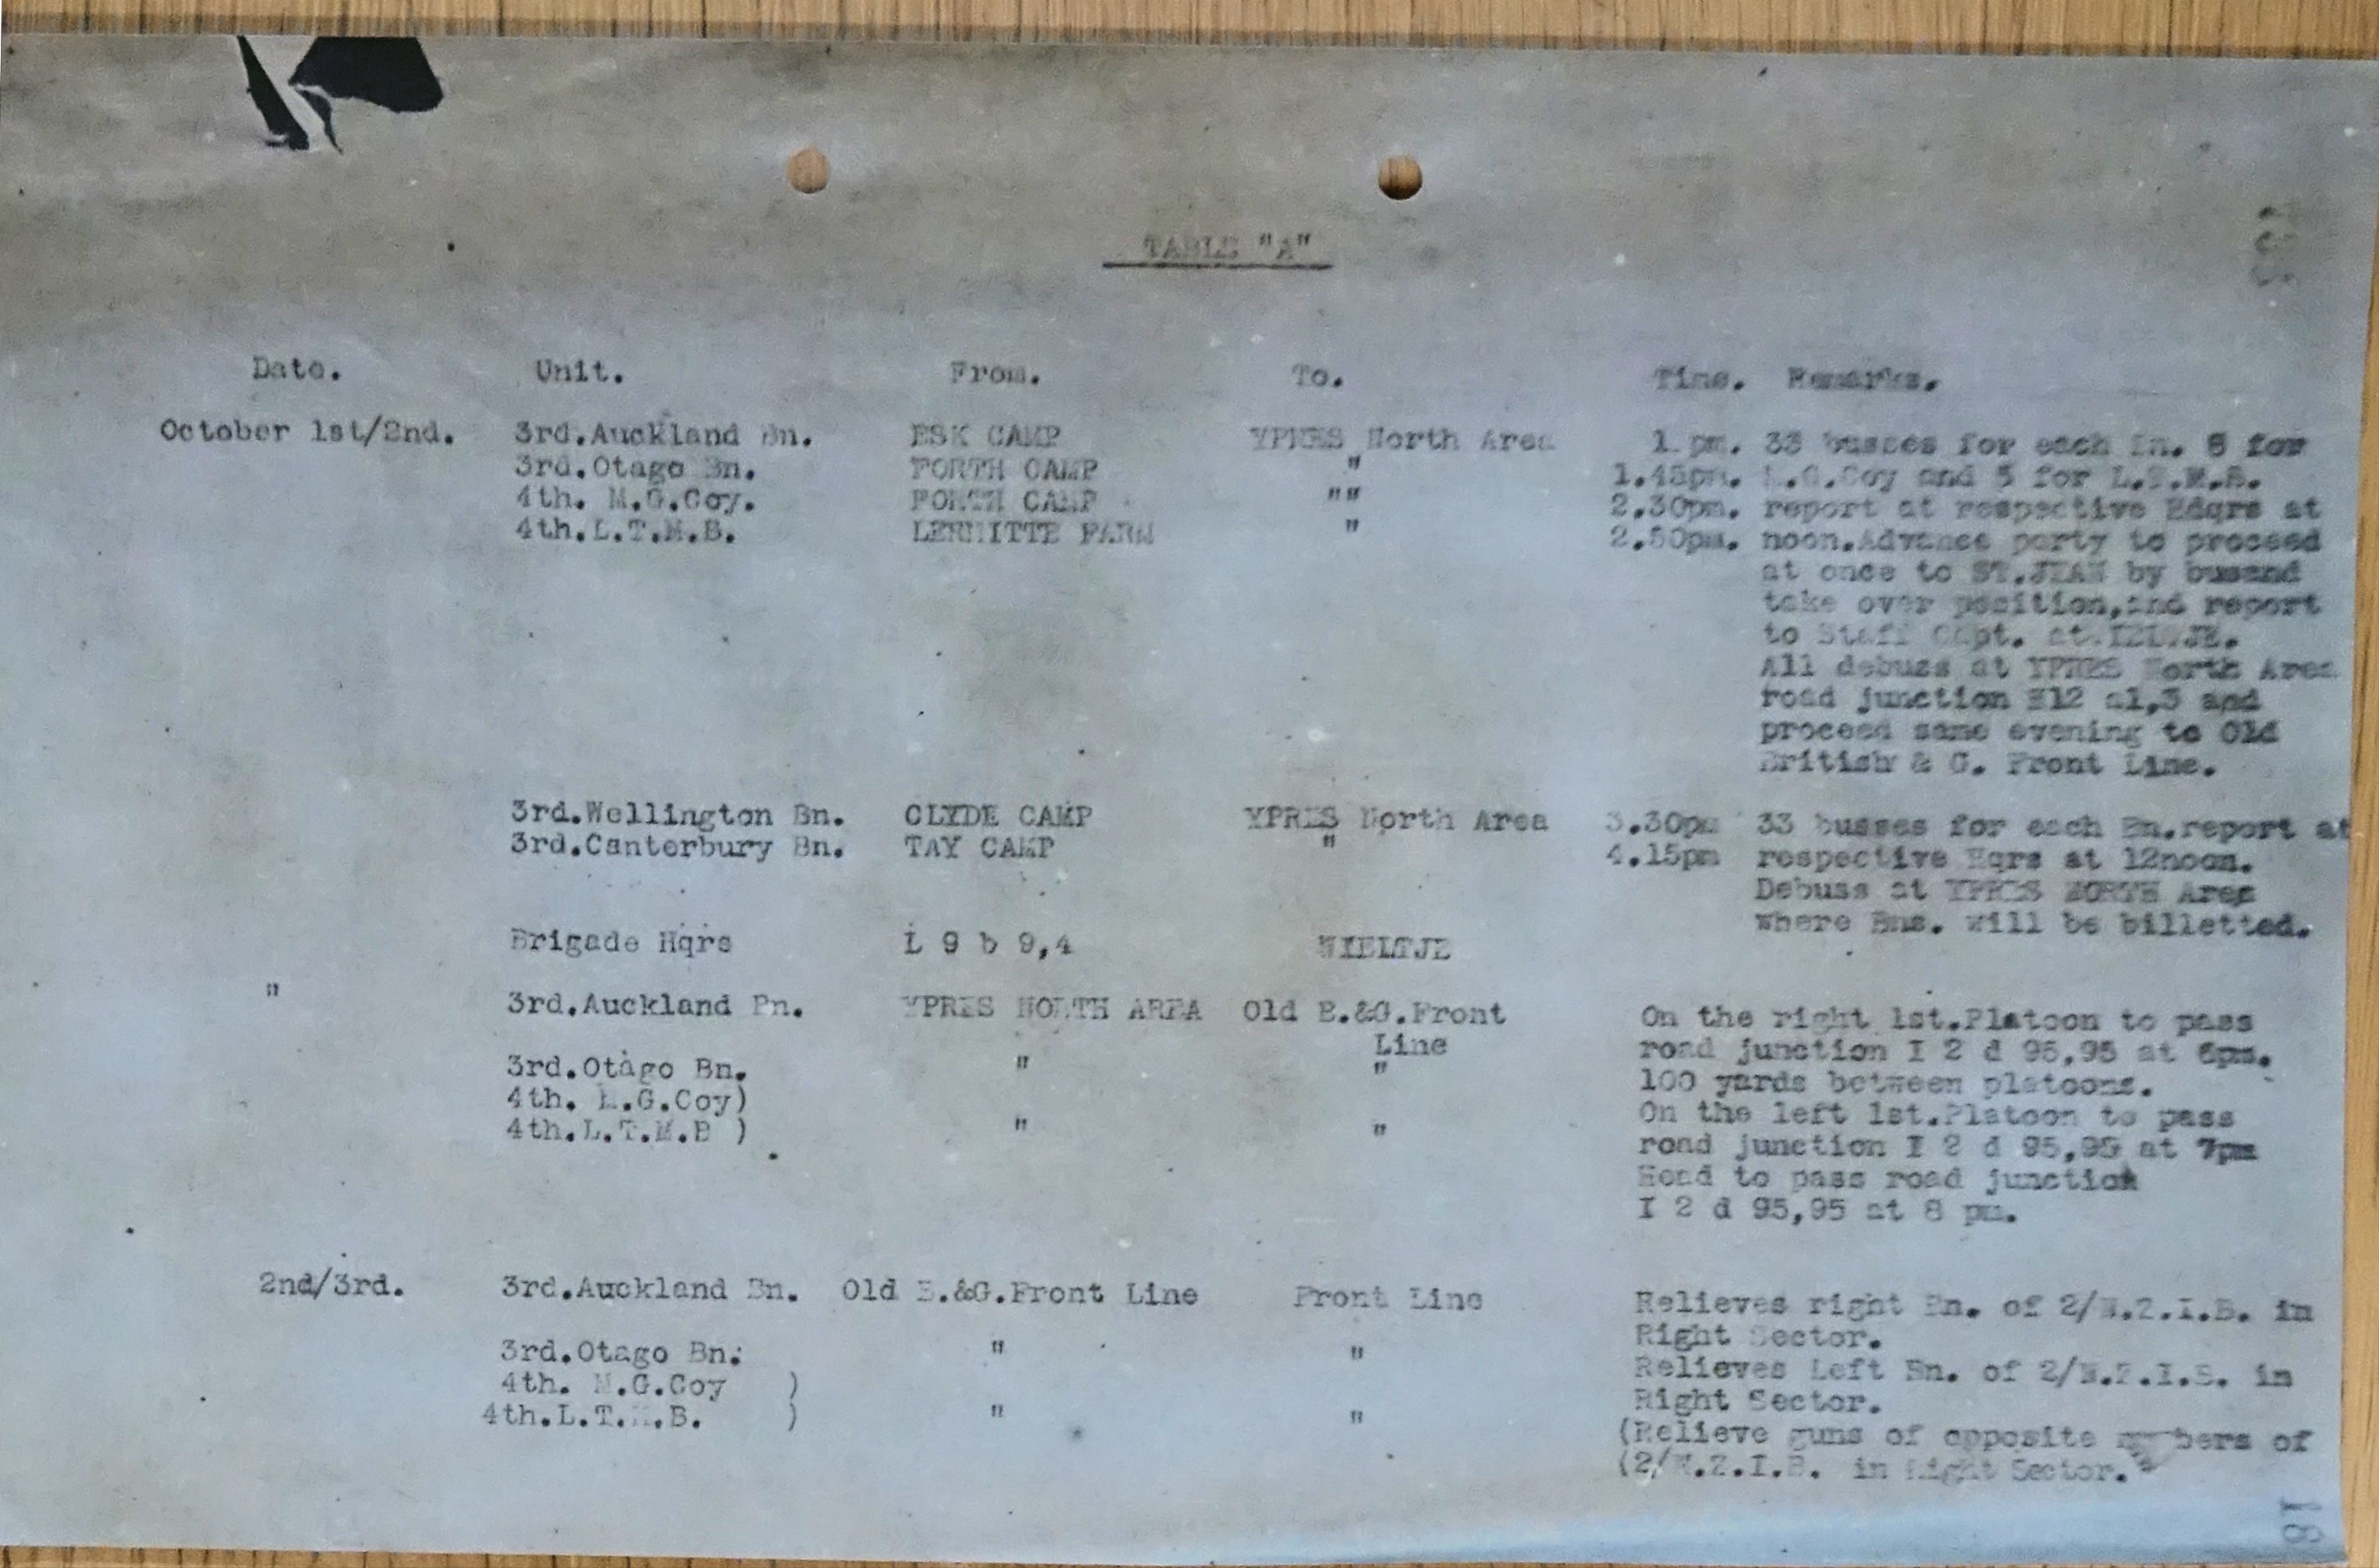 TABLE "A"
Date. Unit. From. To. Time. Remarks.
October 1st/2nd. 3rd.Auckland Bn. ESK CAMP YPRES North Area 1 pm. 33 busses for each Bn. 8 for
3rd.Otago Bn. FORTH CAMP " 1.45pm. M.G.Coy and 5 for L.T.M.B.
4th. M.G.Coy. FORTH CAMP "" 2.30pm. report at respective Hdqrs at
4th.L.T.M.B. LERMITTE FARM " noon.Advance party to proceed
at once to ST.JEAN by busand
take over position,and report
to Staff Capt. at WIELTJE.
All debuss at YPRES North Area
road junction H12 a1,3 and
proceed same evening to Old
British & G. Front Line.
3rd.Wellington Bn. CLYDE CAMP YPRES North Area 3.30pm 33 busses for each Bn.report at
3rd.Canterbury Bn. TAY CAMP " 4.15pm respective Hqrs at 12noon.
Debuss at YPRES NORTH Area
where Bns. will be billetted.
Brigade Hqrs L 9 b 9,4 WIELTJE
" 3rd.Auckland Bn. YPRES NORTH AREA Old B.&G.Front On the right 1st.Platoon to pass
Line road junction I 2 d 95,95 at 6pm.
3rd.Otago Bn. " " 100 yards between platoons.
4th. M.G.Coy) On the left 1st.Platoon to pass
4th.L.T.M.B ) " " road junction I 2 d 95,95 at 7pm
Head to pass road junction
I 2 d 95,95 at 8 pm.
2nd/3rd. 3rd.Auckland Bn. Old B.&G.Front Line Front Line Relieves right Bn. of 2/N.Z.I.B. in
Right Sector.
3rd.Otago Bn. " " Relieves Left Bn. of 2/N.Z.I.B. in
4th. M.G.Coy ) Right Sector.
4th.L.T.M.B. ) " " (Relieve guns of opposite numbers of
(2/N.Z.I.B. in Right Sector.
18